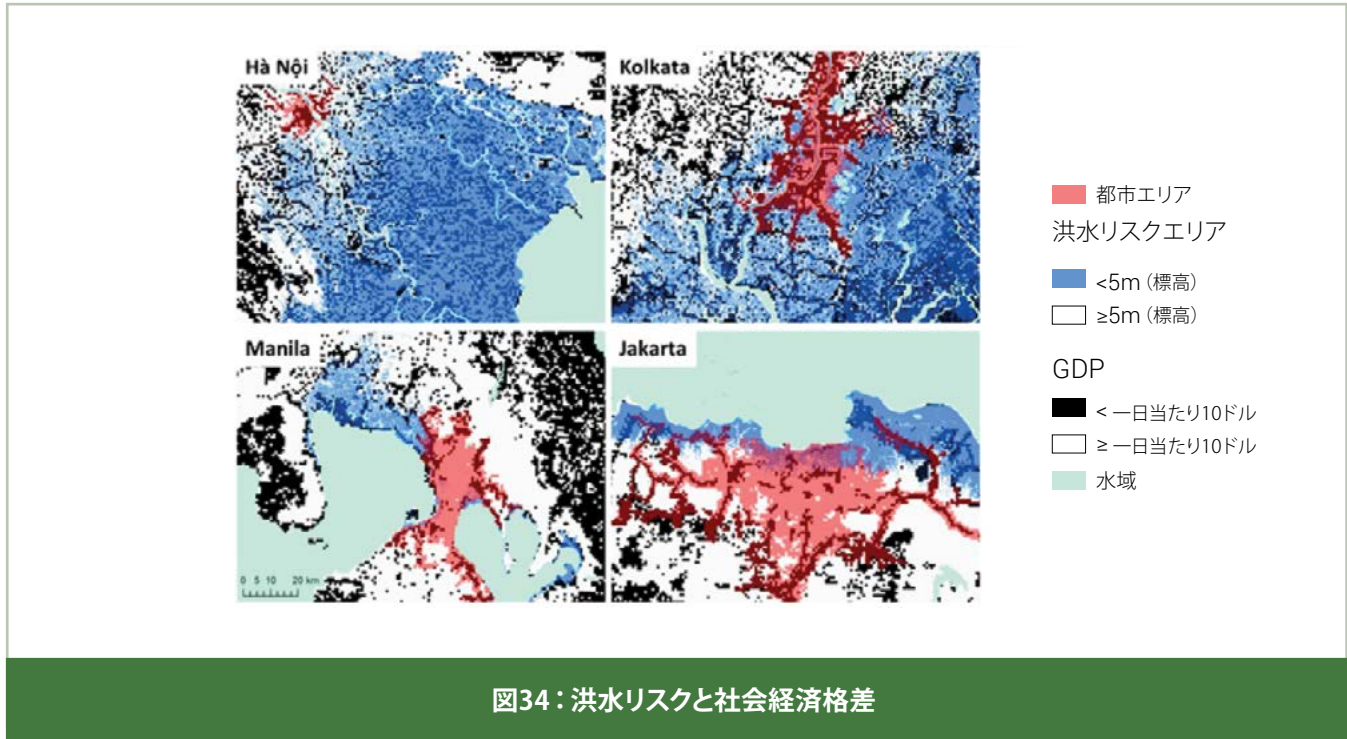 Hà Nội
Kolkata
Manila
Jakarta
0 5 10 20 km
都市エリア
洪水リスクエリア
<5m (標高)
≥5m (標高)
GDP
< 一日当たり10ドル
≥ 一日当たり10ドル
水域
図34：洪水リスクと社会経済格差